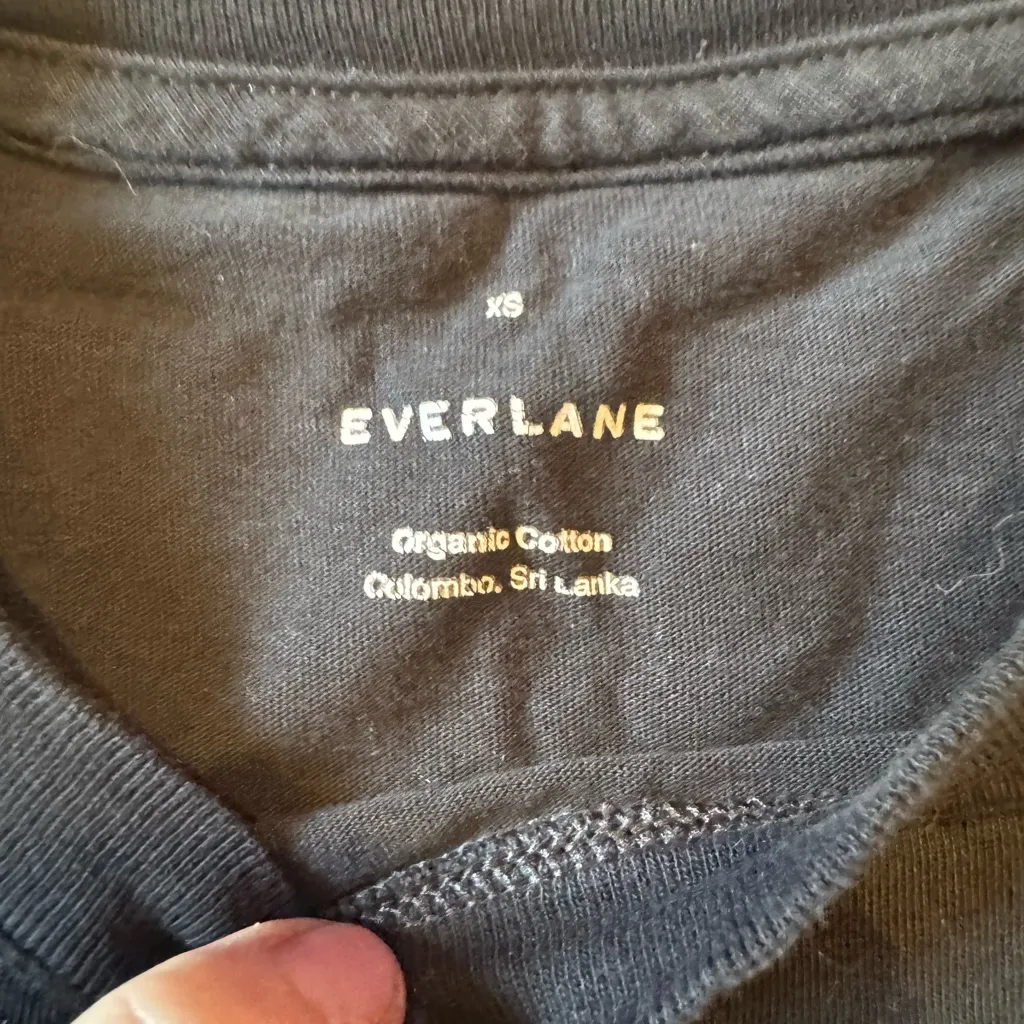 XS
EVERLANE
Organic Cotton
Colombo, Sri Lanka